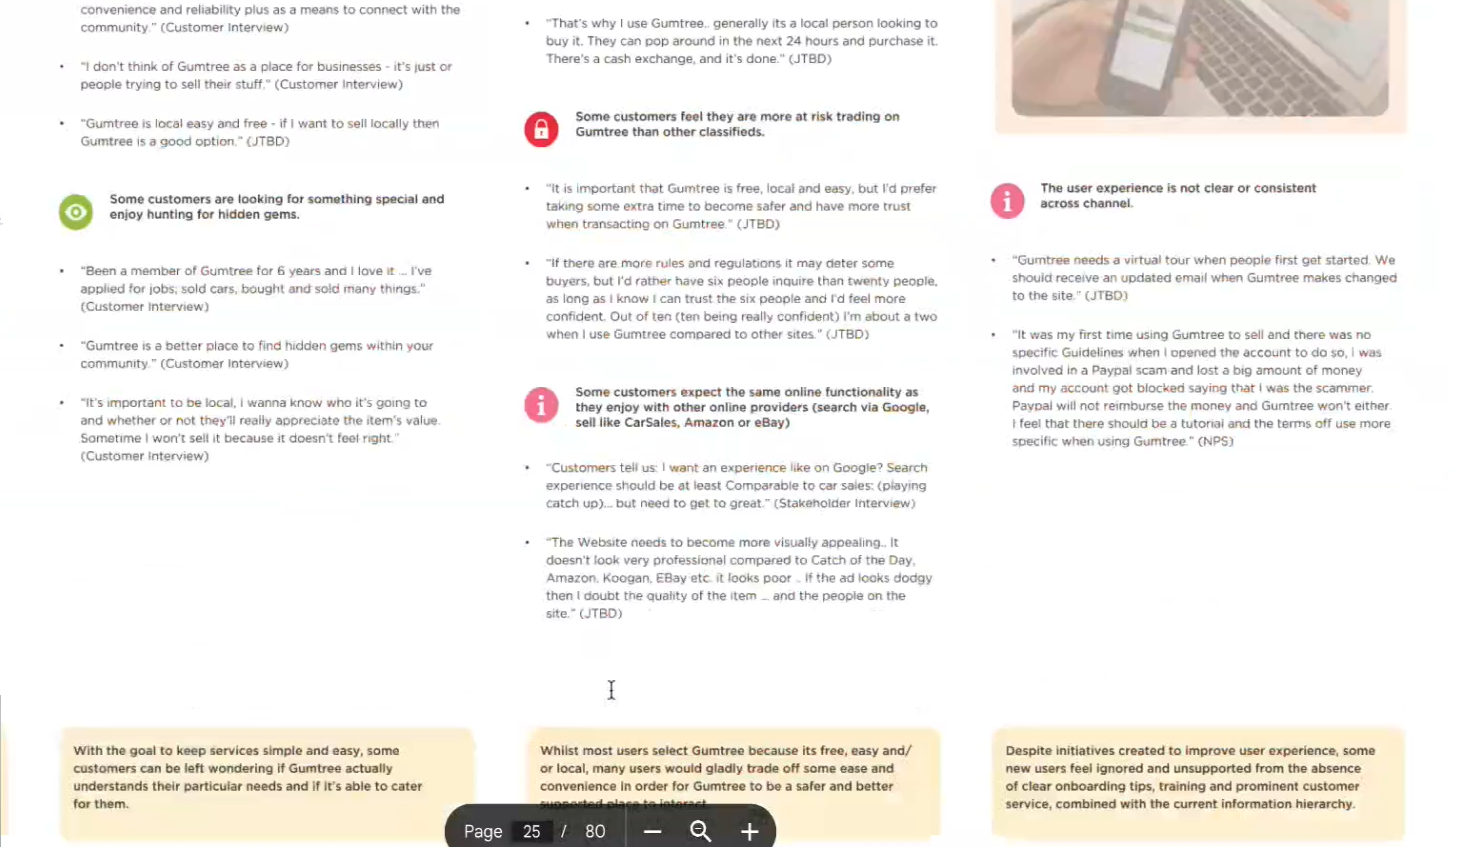 convenience and reliability plus as a means to connect with the
community." (Customer Interview)
• "I don't think of Gumtree as a place for businesses - it's just or
people trying to sell their stuff." (Customer Interview)
• "Gumtree is local easy and free - if I want to sell locally then
Gumtree is a good option." (JTBD)
Some customers are looking for something special and
enjoy hunting for hidden gems.
• "Been a member of Gumtree for 6 years and I love it ... I've
applied for jobs; sold cars, bought and sold many things."
(Customer Interview)
• "Gumtree is a better place to find hidden gems within your
community." (Customer Interview)
• "It's important to be local, i wanna know who it's going to
and whether or not they'll really appreciate the item's value.
Sometime I won't sell it because it doesn't feel right."
(Customer Interview)
With the goal to keep services simple and easy, some
customers can be left wondering if Gumtree actually
understands their particular needs and if it's able to cater
for them.
• "That's why I use Gumtree.. generally its a local person looking to
buy it. They can pop around in the next 24 hours and purchase it.
There's a cash exchange, and it's done." (JTBD)
Some customers feel they are more at risk trading on
Gumtree than other classifieds.
• "It is important that Gumtree is free, local and easy, but I'd prefer
taking some extra time to become safer and have more trust
when transacting on Gumtree." (JTBD)
• "If there are more rules and regulations it may deter some
buyers, but I'd rather have six people inquire than twenty people,
as long as I know I can trust the six people and I'd feel more
confident. Out of ten (ten being really confident) I'm about a two
when I use Gumtree compared to other sites." (JTBD)
Some customers expect the same online functionality as
they enjoy with other online providers (search via Google,
sell like CarSales, Amazon or eBay)
• "Customers tell us: I want an experience like on Google? Search
experience should be at least Comparable to car sales: (playing
catch up)... but need to get to great." (Stakeholder Interview)
• "The Website needs to become more visually appealing.. It
doesn't look very professional compared to Catch of the Day,
Amazon, Koogan, EBay etc. it looks poor .. If the ad looks dodgy
then I doubt the quality of the item ... and the people on the
site." (JTBD)
Whilst most users select Gumtree because its free, easy and/
or local, many users would gladly trade off some ease and
convenience in order for Gumtree to be a safer and better
supported place to interact.
The user experience is not clear or consistent
across channel.
• "Gumtree needs a virtual tour when people first get started. We
should receive an updated email when Gumtree makes changed
to the site." (JTBD)
• "It was my first time using Gumtree to sell and there was no
specific Guidelines when I opened the account to do so, i was
involved in a Paypal scam and lost a big amount of money
and my account got blocked saying that I was the scammer.
Paypal will not reimburse the money and Gumtree won't either.
I feel that there should be a tutorial and the terms off use more
specific when using Gumtree." (NPS)
Despite initiatives created to improve user experience, some
new users feel ignored and unsupported from the absence
of clear onboarding tips, training and prominent customer
service, combined with the current information hierarchy.
Page 25 / 80